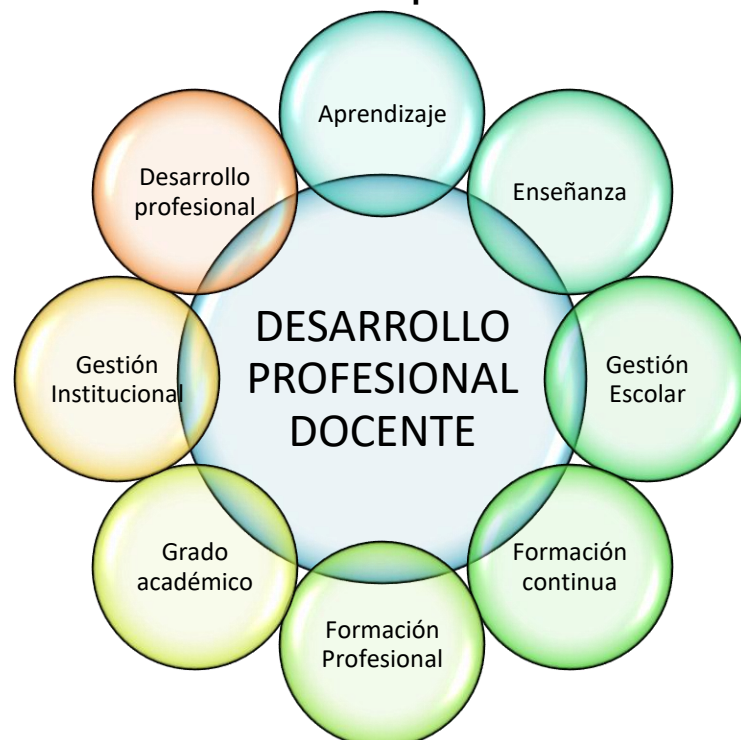 Aprendizaje
Enseñanza
Gestión
Escolar
Formación
continua
Formación
Profesional
Grado
académico
Gestión
Institucional
Desarrollo
profesional
DESARROLLO
PROFESIONAL
DOCENTE